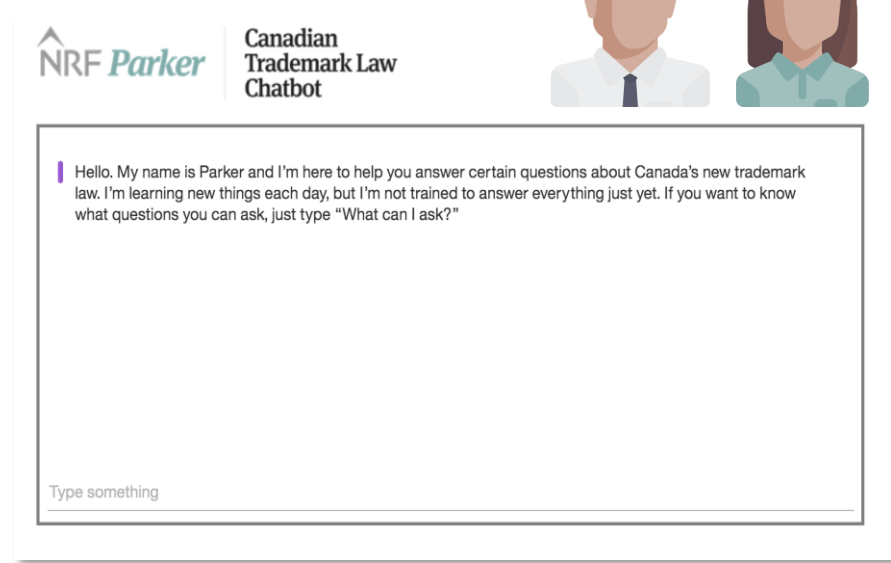 NRF Parker
Canadian
Trademark Law
Chatbot
Hello. My name is Parker and I’m here to help you answer certain questions about Canada’s new trademark
law. I’m learning new things each day, but I’m not trained to answer everything just yet. If you want to know
what questions you can ask, just type “What can I ask?”
Type something